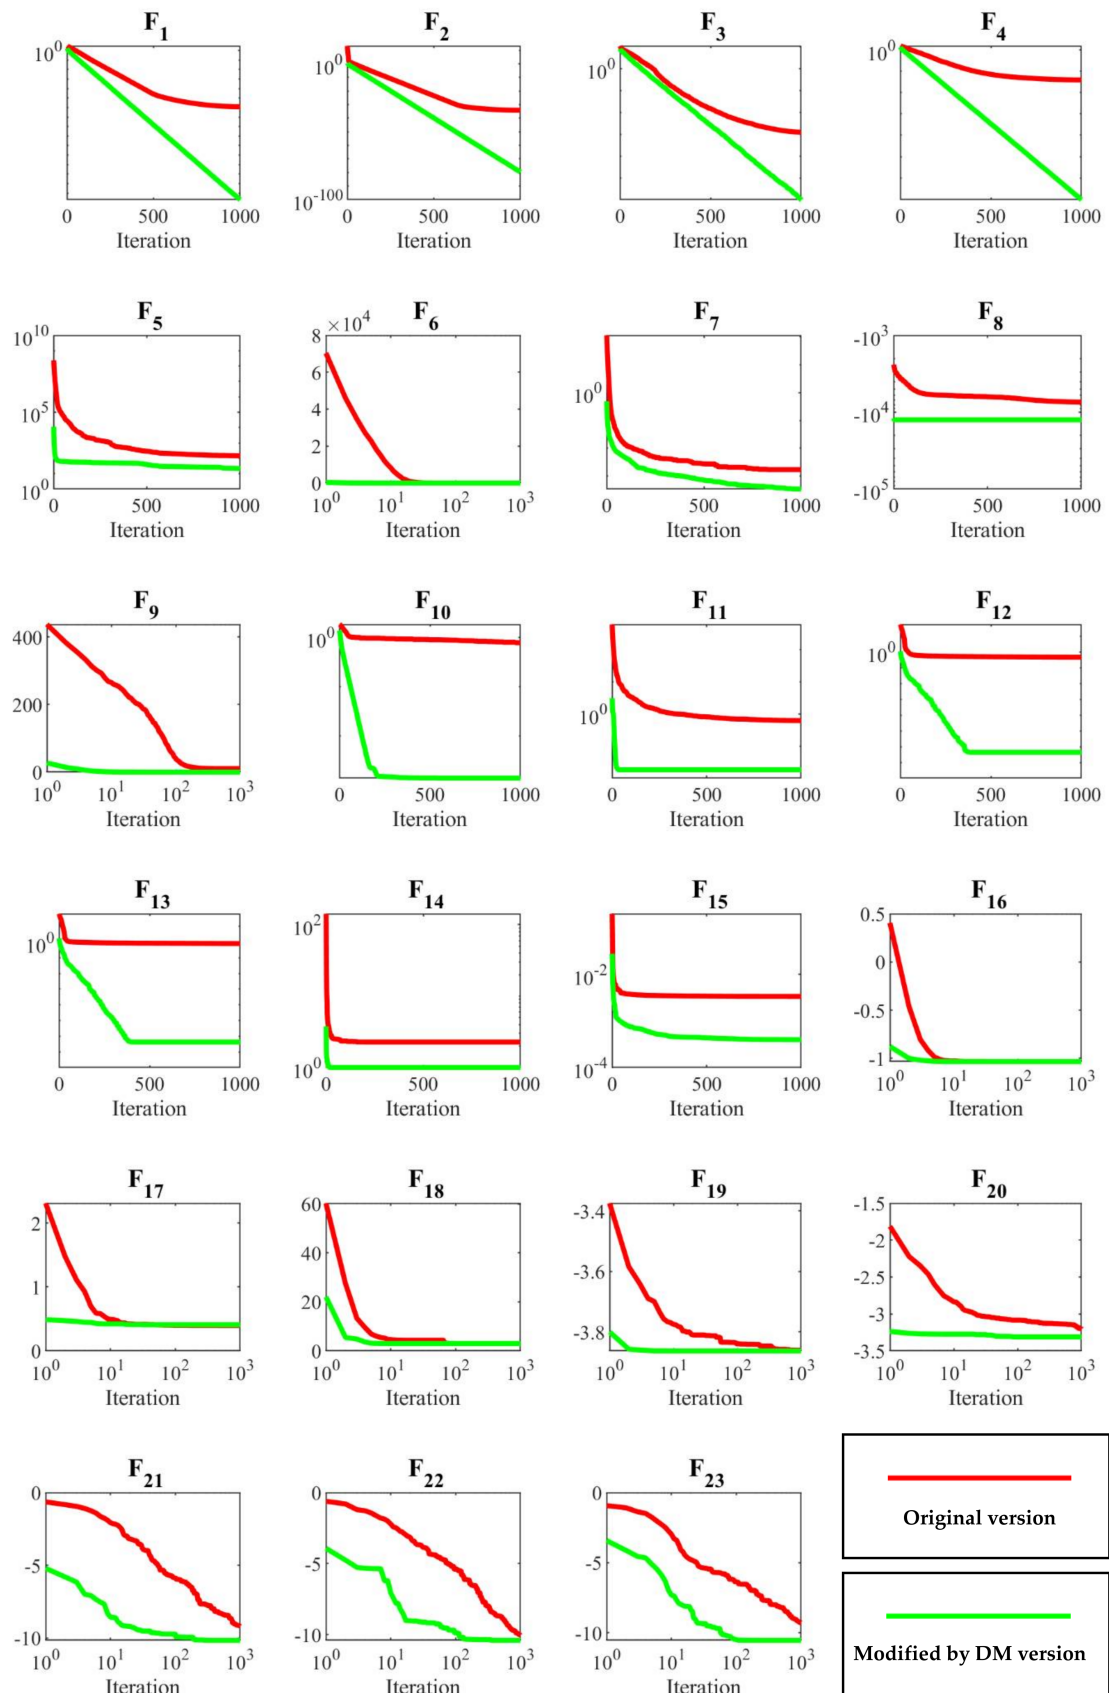 F1 F2 F3 F4
10^0 10^0 10^0 10^0
10^-100
0 500 1000 0 500 1000 0 500 1000 0 500 1000
Iteration Iteration Iteration Iteration
F5 F6 F7 F8
10^10 8 ×10^4 -10^3
6 10^0
10^5 4 -10^4
2
10^0 0 -10^5
0 500 1000 10^0 10^1 10^2 10^3 0 500 1000 0 500 1000
Iteration Iteration Iteration Iteration
F9 F10 F11 F12
400 10^0 10^0
200 10^0
0
10^0 10^1 10^2 10^3 0 500 1000 0 500 1000 0 500 1000
Iteration Iteration Iteration Iteration
F13 F14 F15 F16
10^2 0.5
10^0 10^-2 0
-0.5
10^0 10^-4 -1
0 500 1000 0 500 1000 0 500 1000 10^0 10^1 10^2 10^3
Iteration Iteration Iteration Iteration
F17 F18 F19 F20
2 60 -3.4 -1.5
40 -3.6 -2
1 -2.5
20 -3.8 -3
0 0 -3.5
10^0 10^1 10^2 10^3 10^0 10^1 10^2 10^3 10^0 10^1 10^2 10^3 10^0 10^1 10^2 10^3
Iteration Iteration Iteration Iteration
F21 F22 F23
0 0 0
Original version
-5 -5 -5
-10 -10 -10
Modified by DM version
10^0 10^1 10^2 10^3 10^0 10^1 10^2 10^3 10^0 10^1 10^2 10^3
Iteration Iteration Iteration